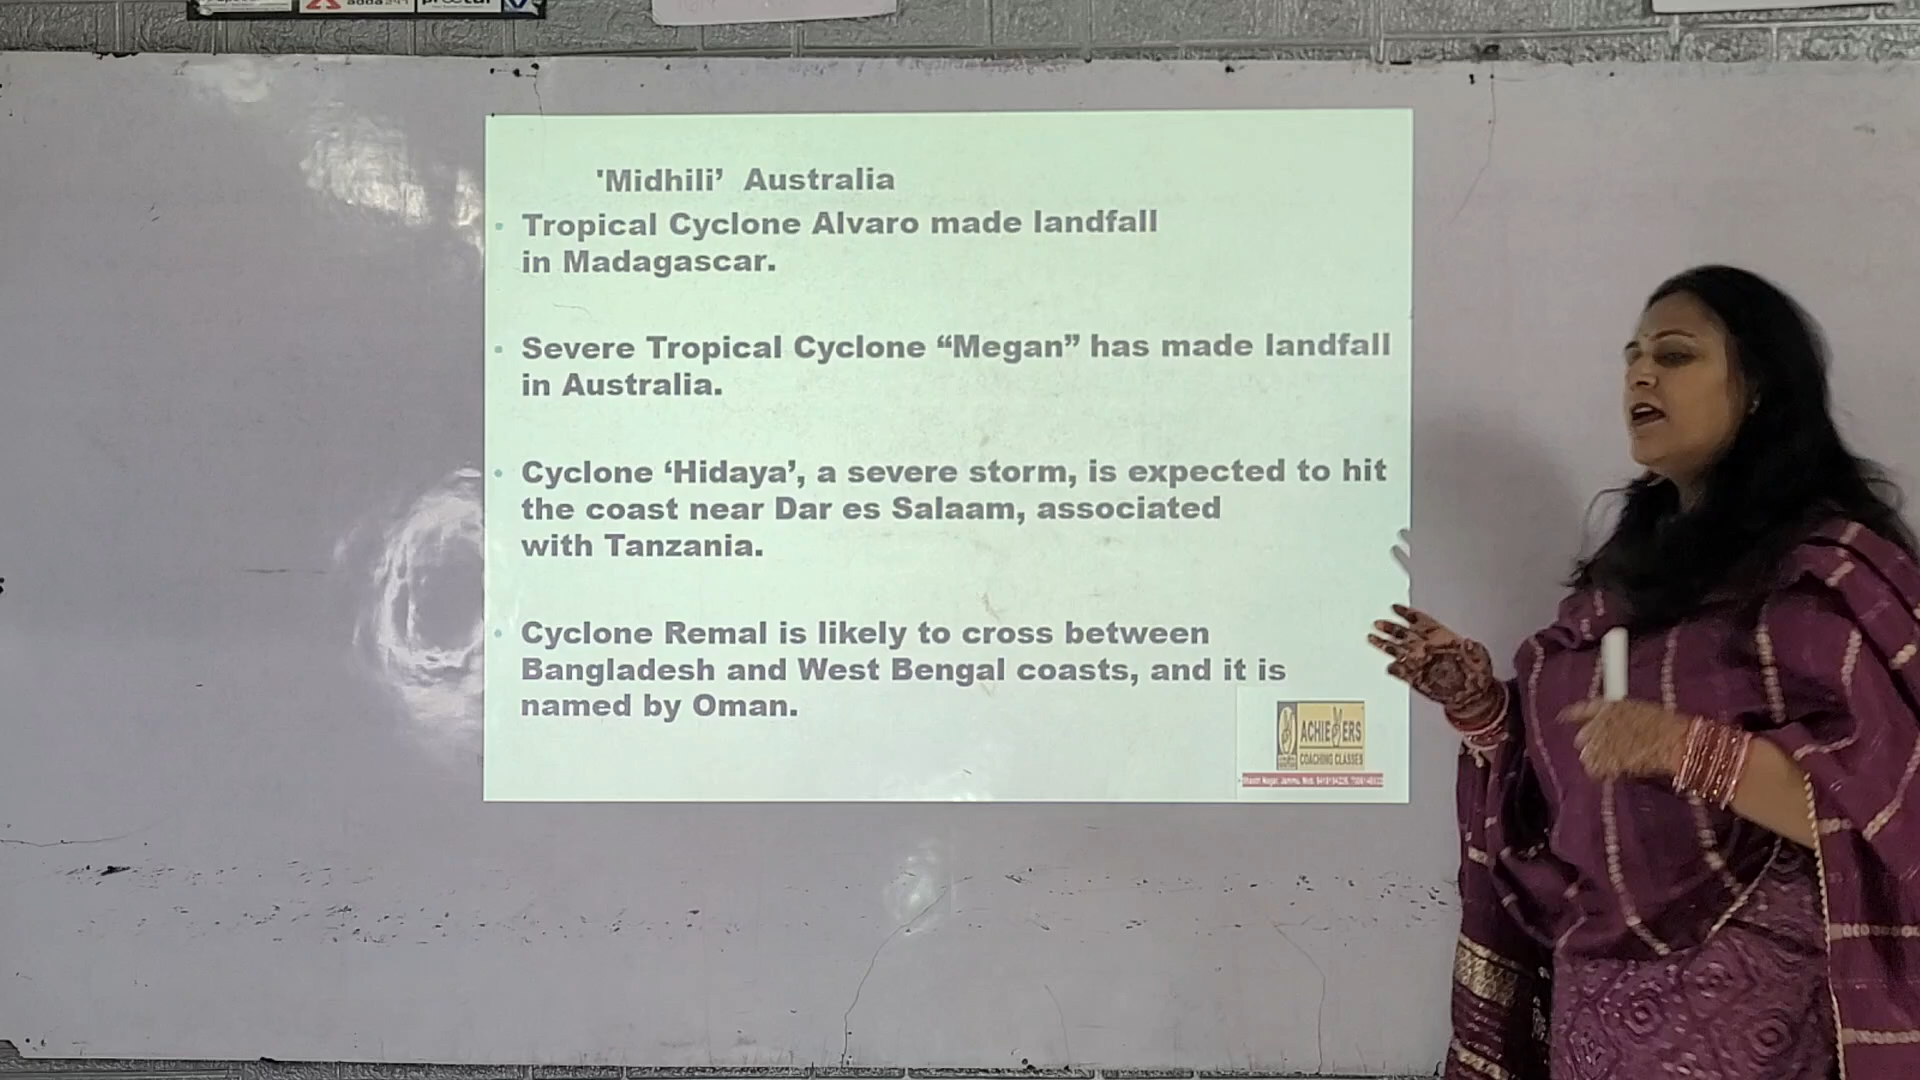 'Midhili’ Australia
Tropical Cyclone Alvaro made landfall
in Madagascar.
Severe Tropical Cyclone “Megan” has made landfall
in Australia.
Cyclone ‘Hidaya’, a severe storm, is expected to hit
the coast near Dar es Salaam, associated
with Tanzania.
Cyclone Remal is likely to cross between
Bangladesh and West Bengal coasts, and it is
named by Oman.
ACHIEVERS
COACHING CLASSES